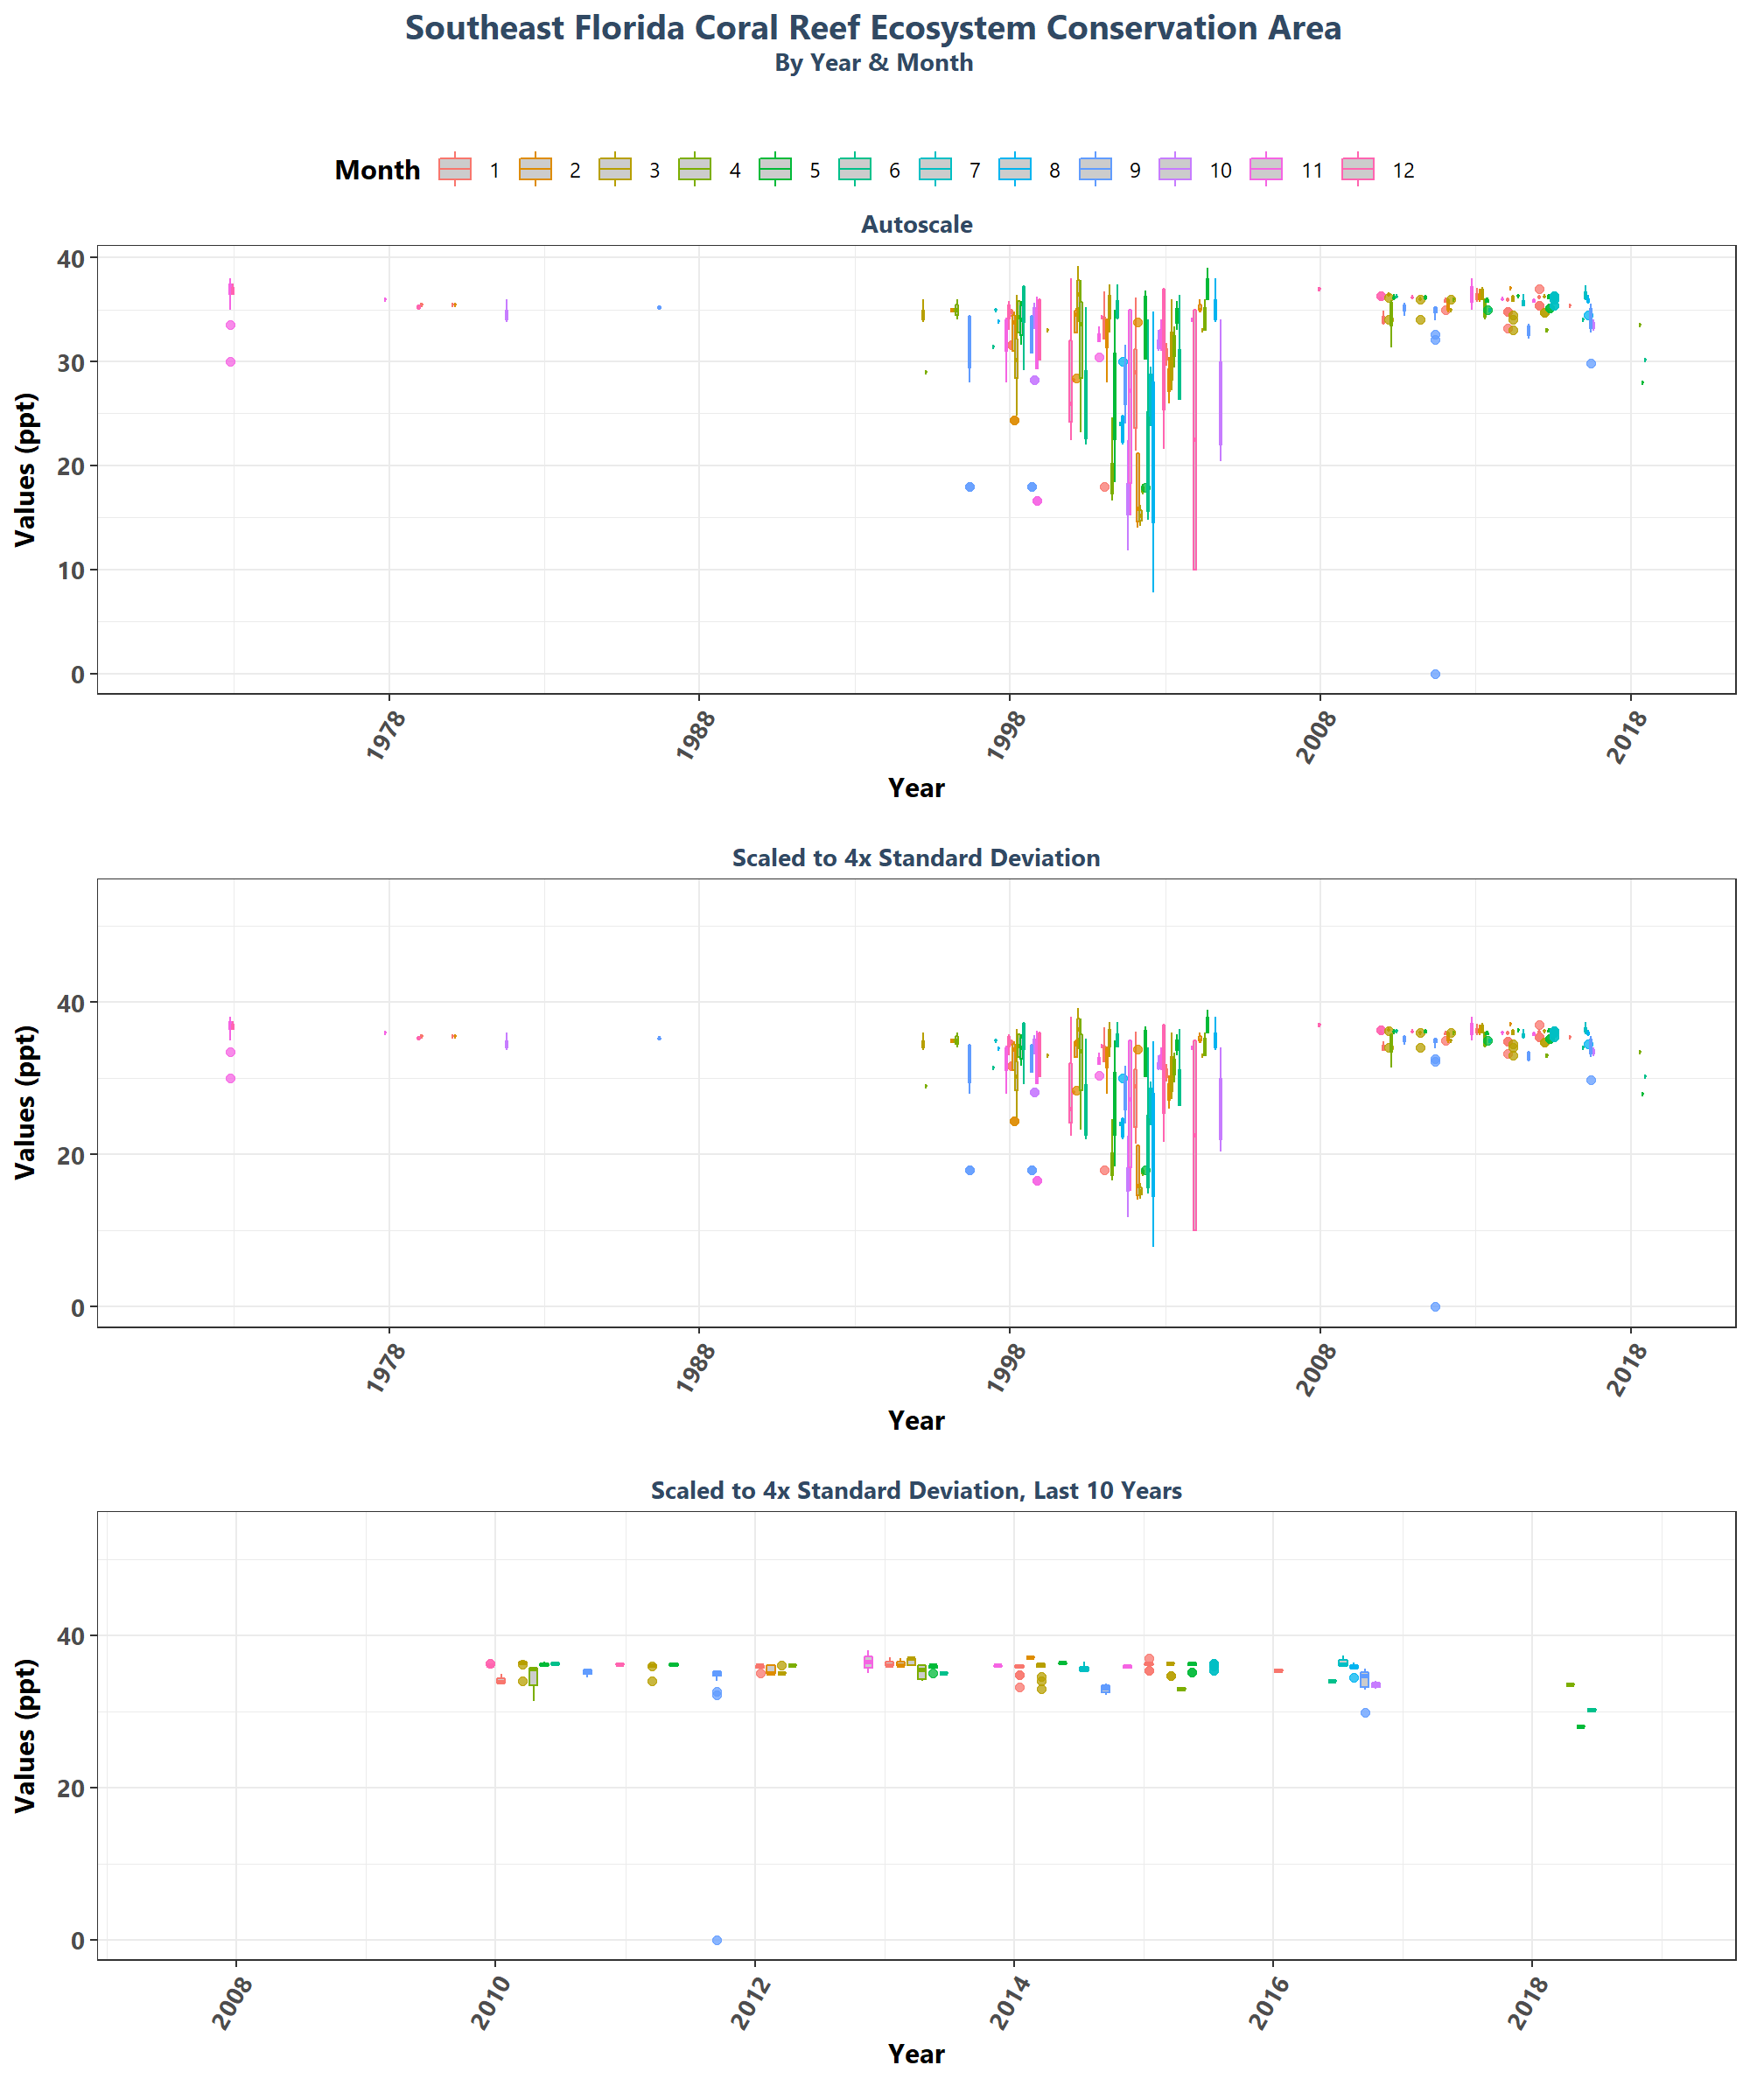 Southeast Florida Coral Reef Ecosystem Conservation Area
By Year & Month
Month 1 2 3 4 5 6 7 8 9 10 11 12
Autoscale
Values (ppt)
40
30
20
10
0
1978 1988 1998 2008 2018
Year
Scaled to 4x Standard Deviation
Values (ppt)
40
20
0
1978 1988 1998 2008 2018
Year
Scaled to 4x Standard Deviation, Last 10 Years
Values (ppt)
40
20
0
2008 2010 2012 2014 2016 2018
Year